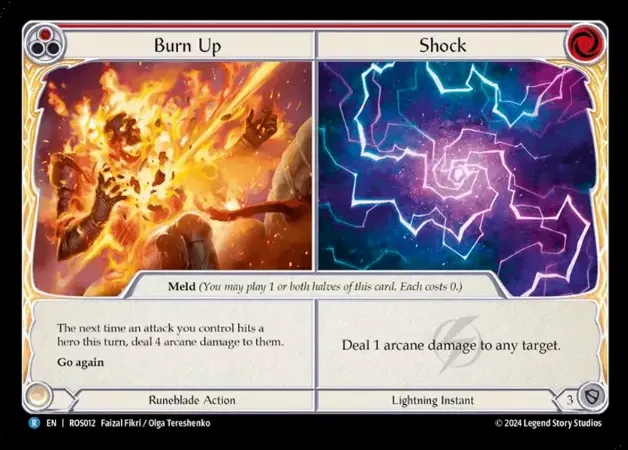 Burn Up
Shock
Meld (You may play 1 or both halves of this card. Each costs 0.)
The next time an attack you control hits a
hero this turn, deal 4 arcane damage to them.
Go again
Deal 1 arcane damage to any target.
Runeblade Action
Lightning Instant
3
R EN | ROS012 Faizal Fikri / Olga Tereshenko
© 2024 Legend Story Studios